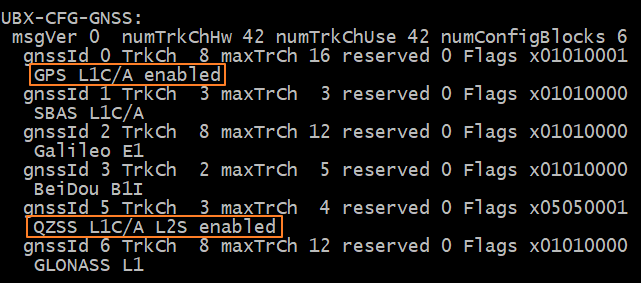 UBX-CFG-GNSS:
msgVer 0 numTrkChHw 42 numTrkChUse 42 numConfigBlocks 6
gnssId 0 TrkCh 8 maxTrCh 16 reserved 0 Flags x01010001
GPS L1C/A enabled
gnssId 1 TrkCh 3 maxTrCh 3 reserved 0 Flags x01010000
SBAS L1C/A
gnssId 2 TrkCh 8 maxTrCh 12 reserved 0 Flags x01010000
Galileo E1
gnssId 3 TrkCh 2 maxTrCh 5 reserved 0 Flags x01010000
BeiDou B1I
gnssId 5 TrkCh 3 maxTrCh 4 reserved 0 Flags x05050001
QZSS L1C/A L2S enabled
gnssId 6 TrkCh 8 maxTrCh 12 reserved 0 Flags x01010000
GLONASS L1